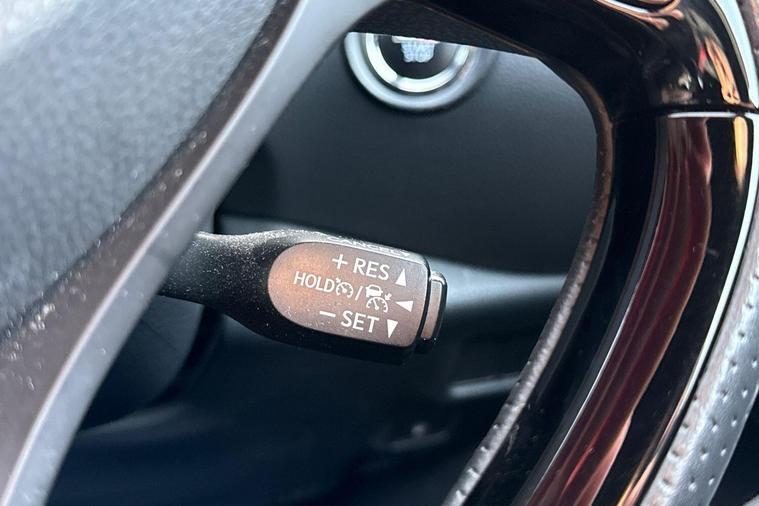 + RES
HOLD /
− SET